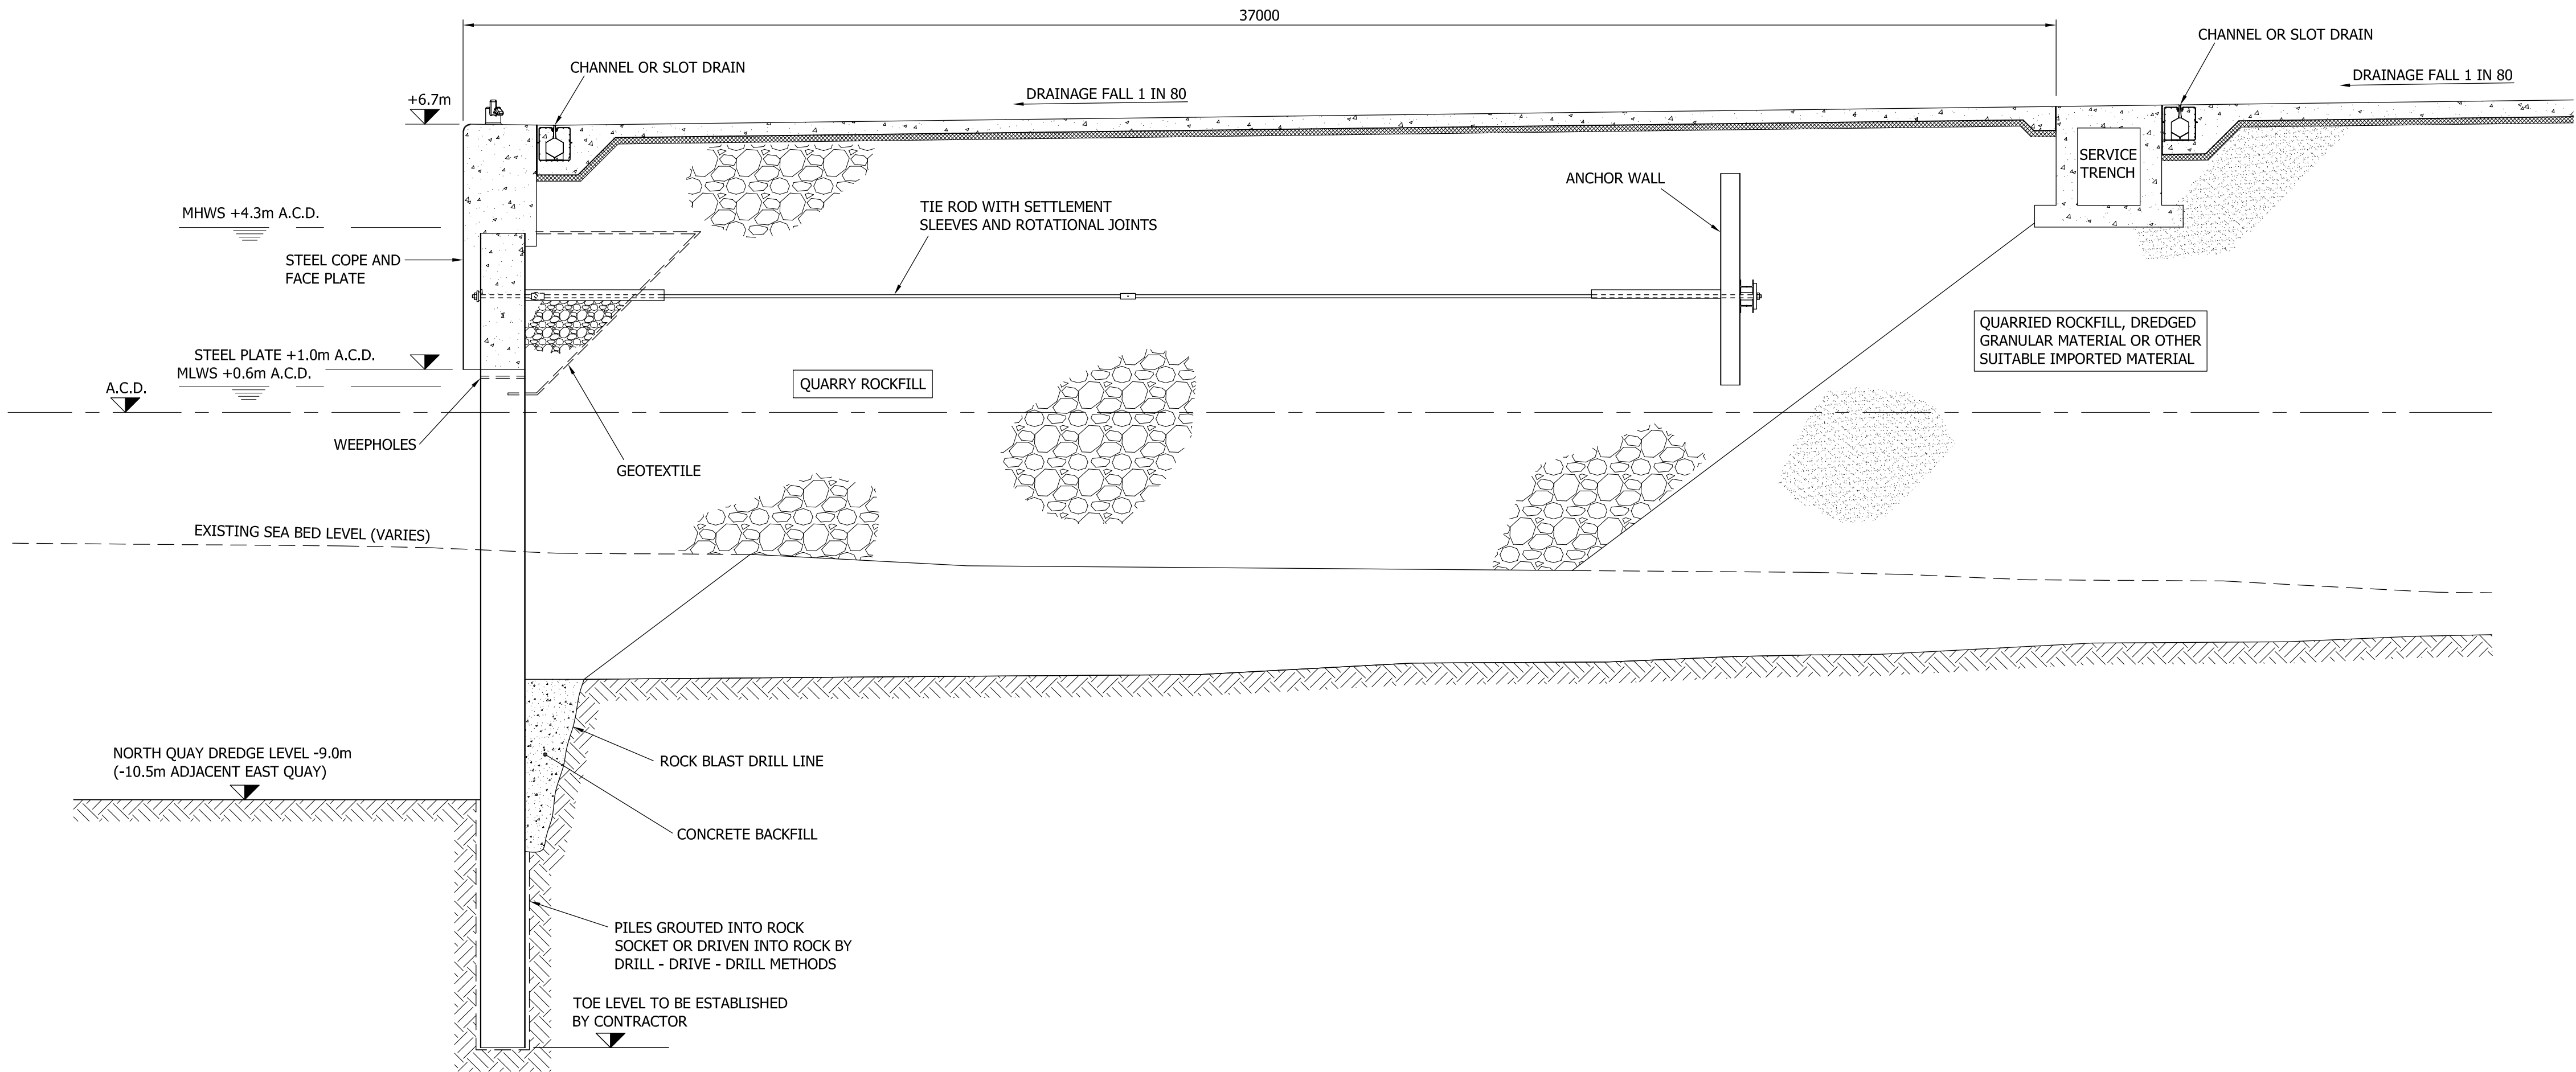 37000
CHANNEL OR SLOT DRAIN
CHANNEL OR SLOT DRAIN
DRAINAGE FALL 1 IN 80
DRAINAGE FALL 1 IN 80
+6.7m
SERVICE
TRENCH
ANCHOR WALL
MHWS +4.3m A.C.D.
TIE ROD WITH SETTLEMENT
SLEEVES AND ROTATIONAL JOINTS
STEEL COPE AND
FACE PLATE
QUARRIED ROCKFILL, DREDGED
GRANULAR MATERIAL OR OTHER
SUITABLE IMPORTED MATERIAL
STEEL PLATE +1.0m A.C.D.
MLWS +0.6m A.C.D.
A.C.D.
QUARRY ROCKFILL
WEEPHOLES
GEOTEXTILE
EXISTING SEA BED LEVEL (VARIES)
NORTH QUAY DREDGE LEVEL -9.0m
(-10.5m ADJACENT EAST QUAY)
ROCK BLAST DRILL LINE
CONCRETE BACKFILL
PILES GROUTED INTO ROCK
SOCKET OR DRIVEN INTO ROCK BY
DRILL - DRIVE - DRILL METHODS
TOE LEVEL TO BE ESTABLISHED
BY CONTRACTOR